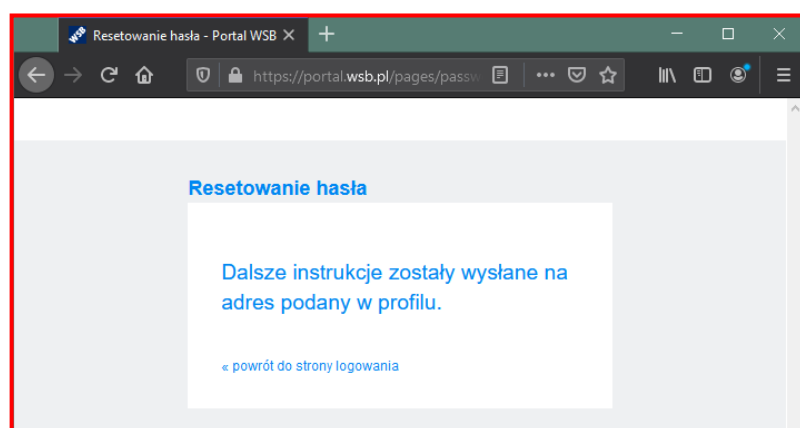 WSB Resetowanie hasła - Portal WSB
https://portal.wsb.pl/pages/passw
Resetowanie hasła
Dalsze instrukcje zostały wysłane na
adres podany w profilu.
« powrót do strony logowania